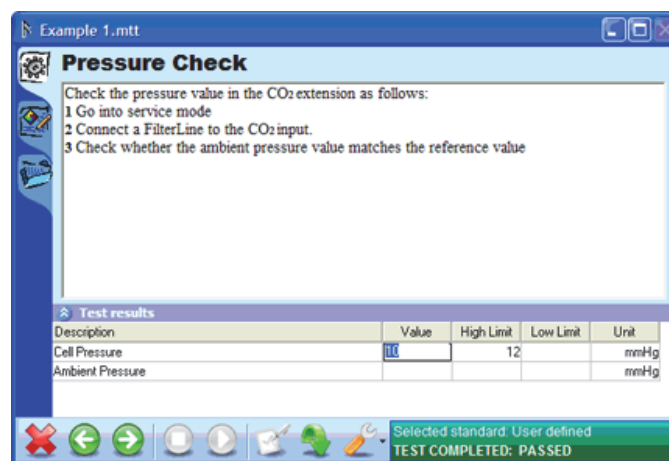 Example 1.mtt
Pressure Check
Check the pressure value in the CO2 extension as follows:
1 Go into service mode
2 Connect a FilterLine to the CO2 input.
3 Check whether the ambient pressure value matches the reference value
Test results
Description Value High Limit Low Limit Unit
Cell Pressure 10 12 mmHg
Ambient Pressure mmHg
Selected standard: User defined
TEST COMPLETED: PASSED